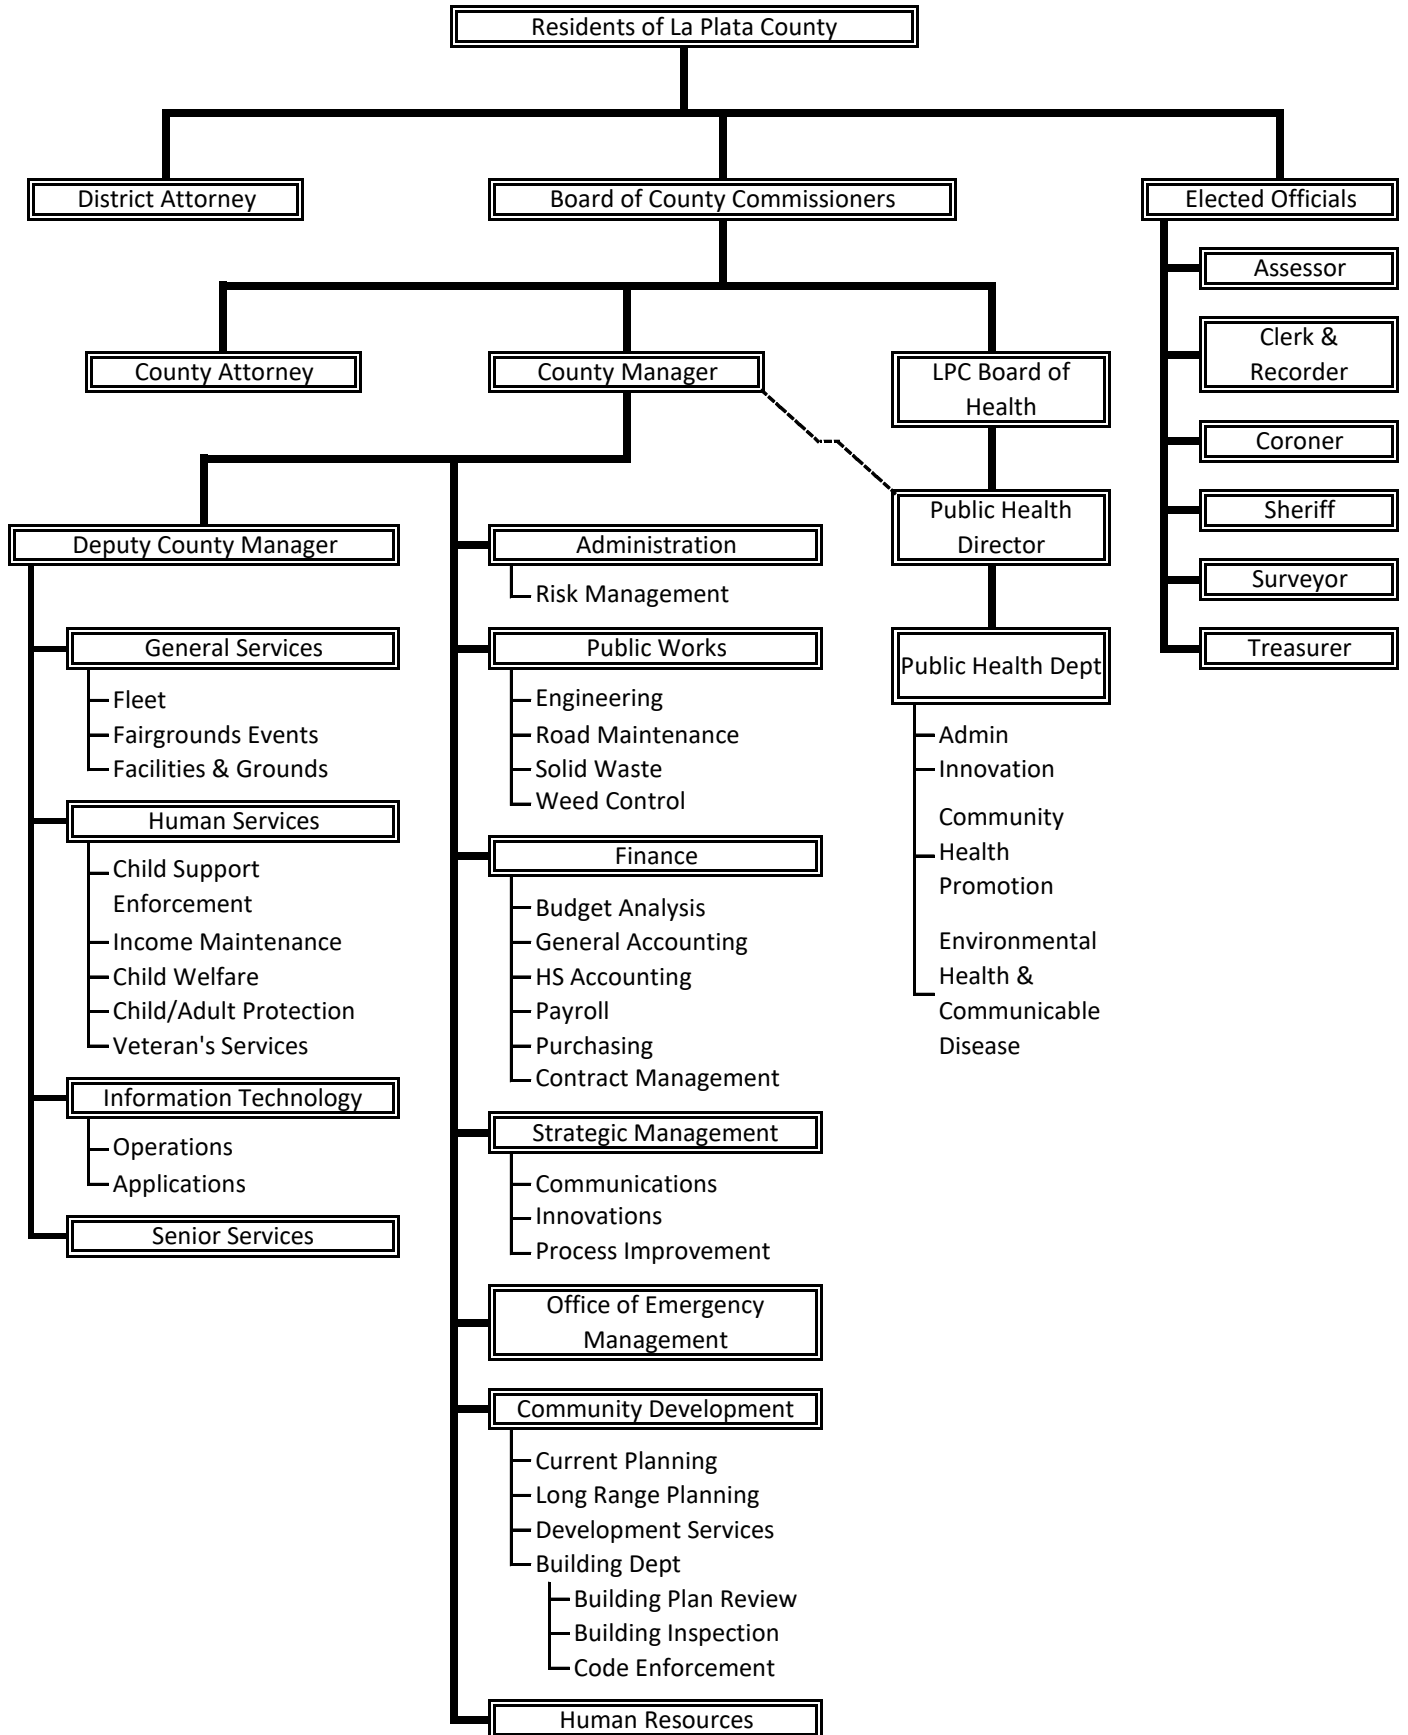 Residents of La Plata County
District Attorney
Board of County Commissioners
Elected Officials
Assessor
Clerk &
Recorder
Coroner
Sheriff
Surveyor
Treasurer
County Attorney
County Manager
LPC Board of
Health
Public Health
Director
Public Health Dept
Admin
Innovation
Community
Health
Promotion
Environmental
Health &
Communicable
Disease
Deputy County Manager
General Services
Fleet
Fairgrounds Events
Facilities & Grounds
Human Services
Child Support
Enforcement
Income Maintenance
Child Welfare
Child/Adult Protection
Veteran's Services
Information Technology
Operations
Applications
Senior Services
Administration
Risk Management
Public Works
Engineering
Road Maintenance
Solid Waste
Weed Control
Finance
Budget Analysis
General Accounting
HS Accounting
Payroll
Purchasing
Contract Management
Strategic Management
Communications
Innovations
Process Improvement
Office of Emergency
Management
Community Development
Current Planning
Long Range Planning
Development Services
Building Dept
Building Plan Review
Building Inspection
Code Enforcement
Human Resources